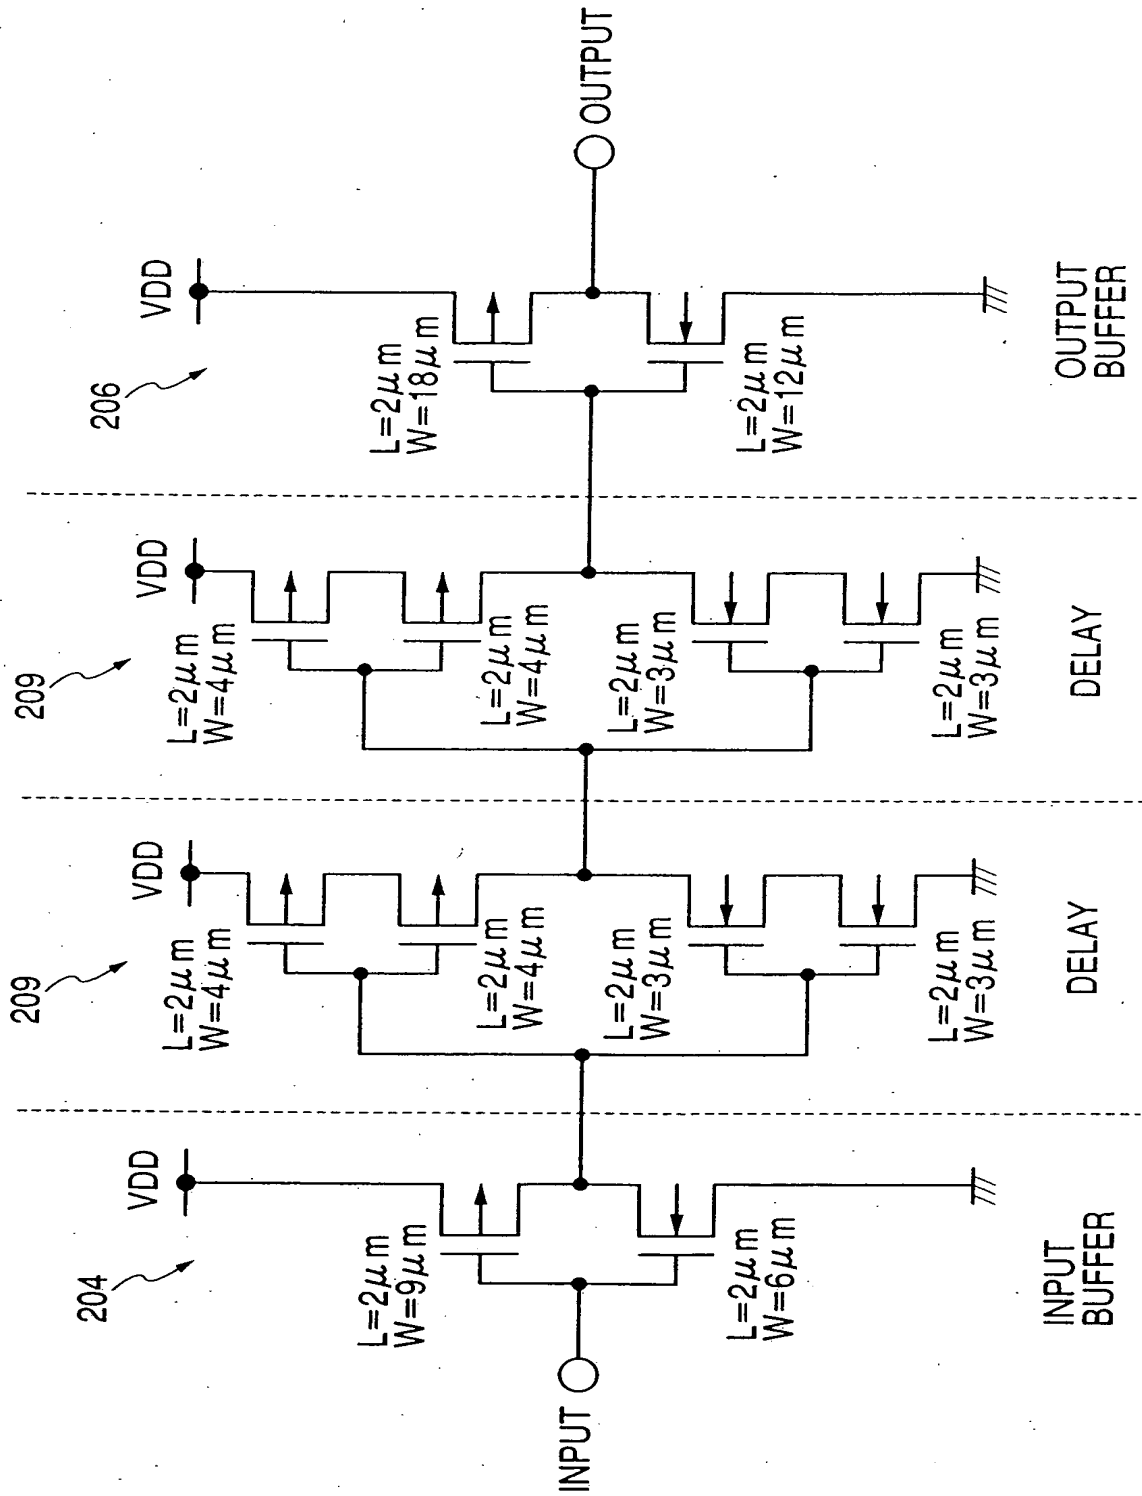 204
VDD
L=2μm
W=9μm
INPUT
L=2μm
W=6μm
INPUT
BUFFER
209
VDD
L=2μm
W=4μm
L=2μm
W=4μm
L=2μm
W=3μm
L=2μm
W=3μm
DELAY
209
VDD
L=2μm
W=4μm
L=2μm
W=4μm
L=2μm
W=3μm
L=2μm
W=3μm
DELAY
206
VDD
L=2μm
W=18μm
OUTPUT
L=2μm
W=12μm
OUTPUT
BUFFER